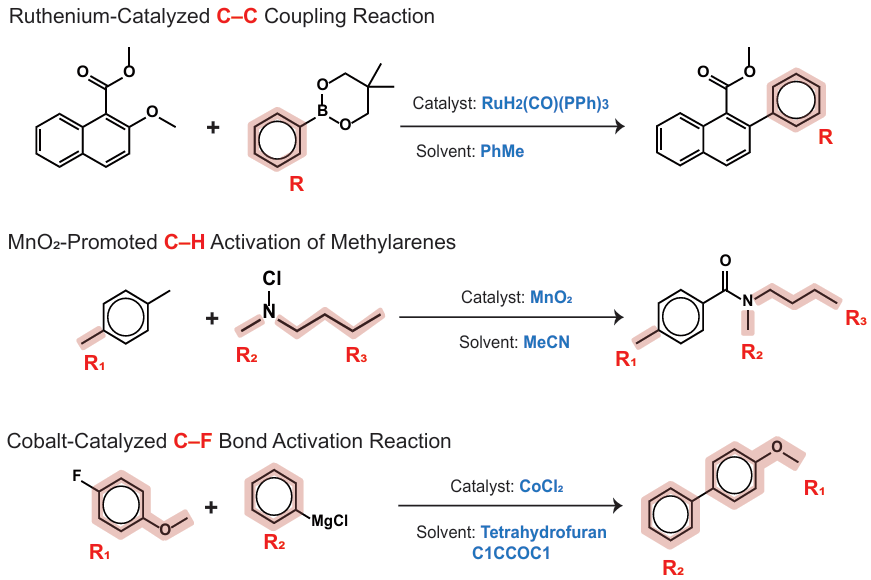 Ruthenium-Catalyzed C–C Coupling Reaction
O
O
O
+
O
B
O
R
Catalyst: RuH2(CO)(PPh)3
Solvent: PhMe
O
O
R
MnO₂-Promoted C–H Activation of Methylarenes
R₁
+
Cl
N
R₂
R₃
Catalyst: MnO₂
Solvent: MeCN
O
N
R₁
R₂
R₃
Cobalt-Catalyzed C–F Bond Activation Reaction
F
O
R₁
+
MgCl
R₂
Catalyst: CoCl₂
Solvent: Tetrahydrofuran
C1CCOC1
O
R₁
R₂